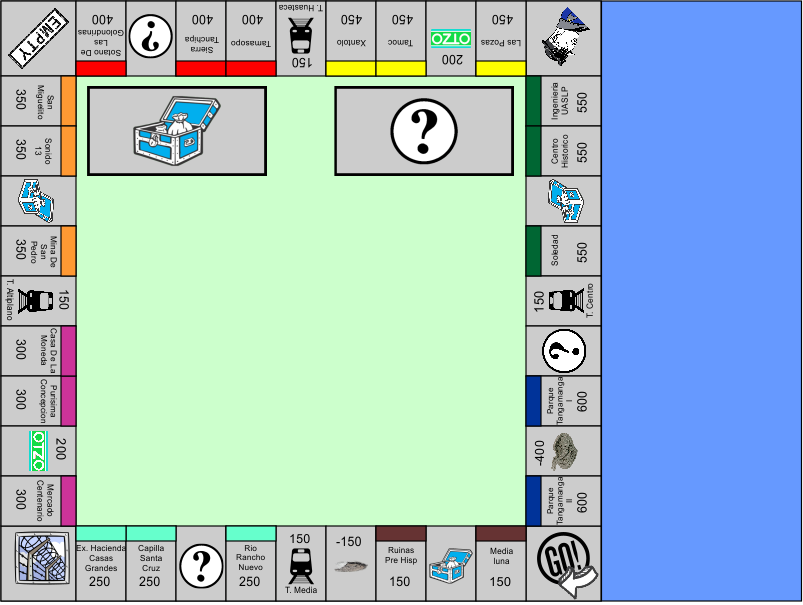 EMPTY
400
Sotano De
Las
Golondrinas
?
400
Sierra
Tanchipa
400
Tamasopo
T. Huasteca
150
450
Xantolo
450
Tamoc
OTZO
200
450
Las Pozas
350
San
Miguelito
350
Sonido
13
350
Mina De
San
Pedro
T. Altiplano
150
300
Casa De La
Moneda
300
Purisima
Concepcion
OTZO
200
300
Mercado
Centenario
?
Ingenieria
UASLP
550
Centro
Historico
550
Soledad
550
150
T. Centro
?
Parque
Tangamanga
I
600
-400
Parque
Tangamanga
II
600
Ex. Hacienda
Casas
Grandes
250
Capilla
Santa
Cruz
250
?
Rio
Rancho
Nuevo
250
150
T. Media
-150
Ruinas
Pre Hisp
150
Media
luna
150
GO!